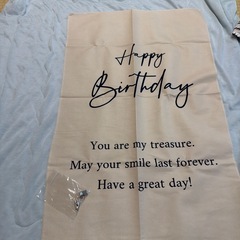 Happy
Birthday
You are my treasure.
May your smile last forever.
Have a great day!